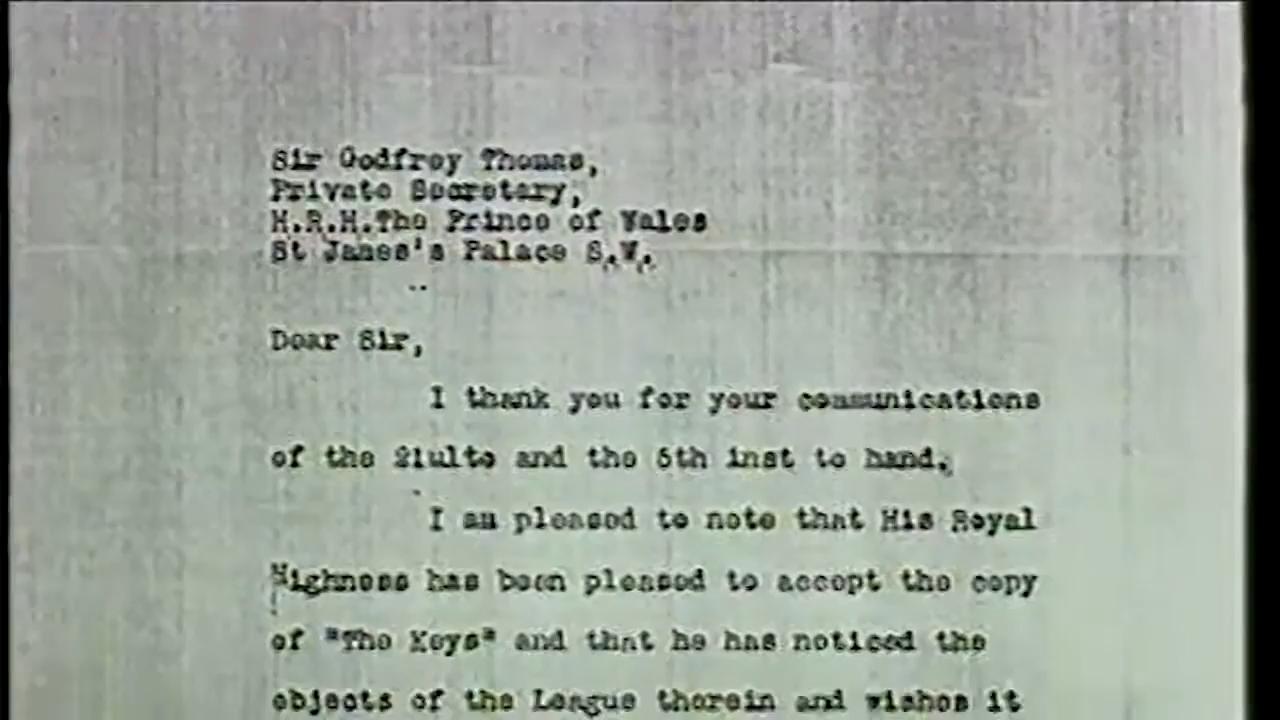 Sir Godfrey Thomas,
Private Secretary,
H.R.H.The Prince of Wales
St James's Palace S.W.
Dear Sir,
I thank you for your communications
of the 21ulto and the 6th inst to hand.
I am pleased to note that His Royal
Highness has been pleased to accept the copy
of "The Keys" and that he has noticed the
objects of the League therein and wishes it